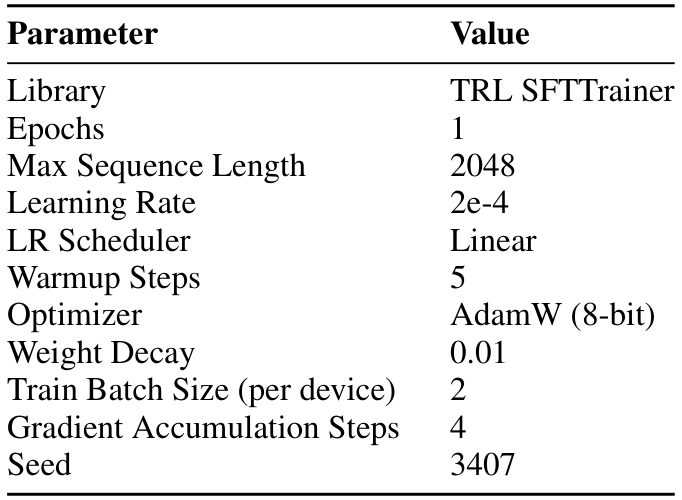 Parameter Value
Library TRL SFTTrainer
Epochs 1
Max Sequence Length 2048
Learning Rate 2e-4
LR Scheduler Linear
Warmup Steps 5
Optimizer AdamW (8-bit)
Weight Decay 0.01
Train Batch Size (per device) 2
Gradient Accumulation Steps 4
Seed 3407